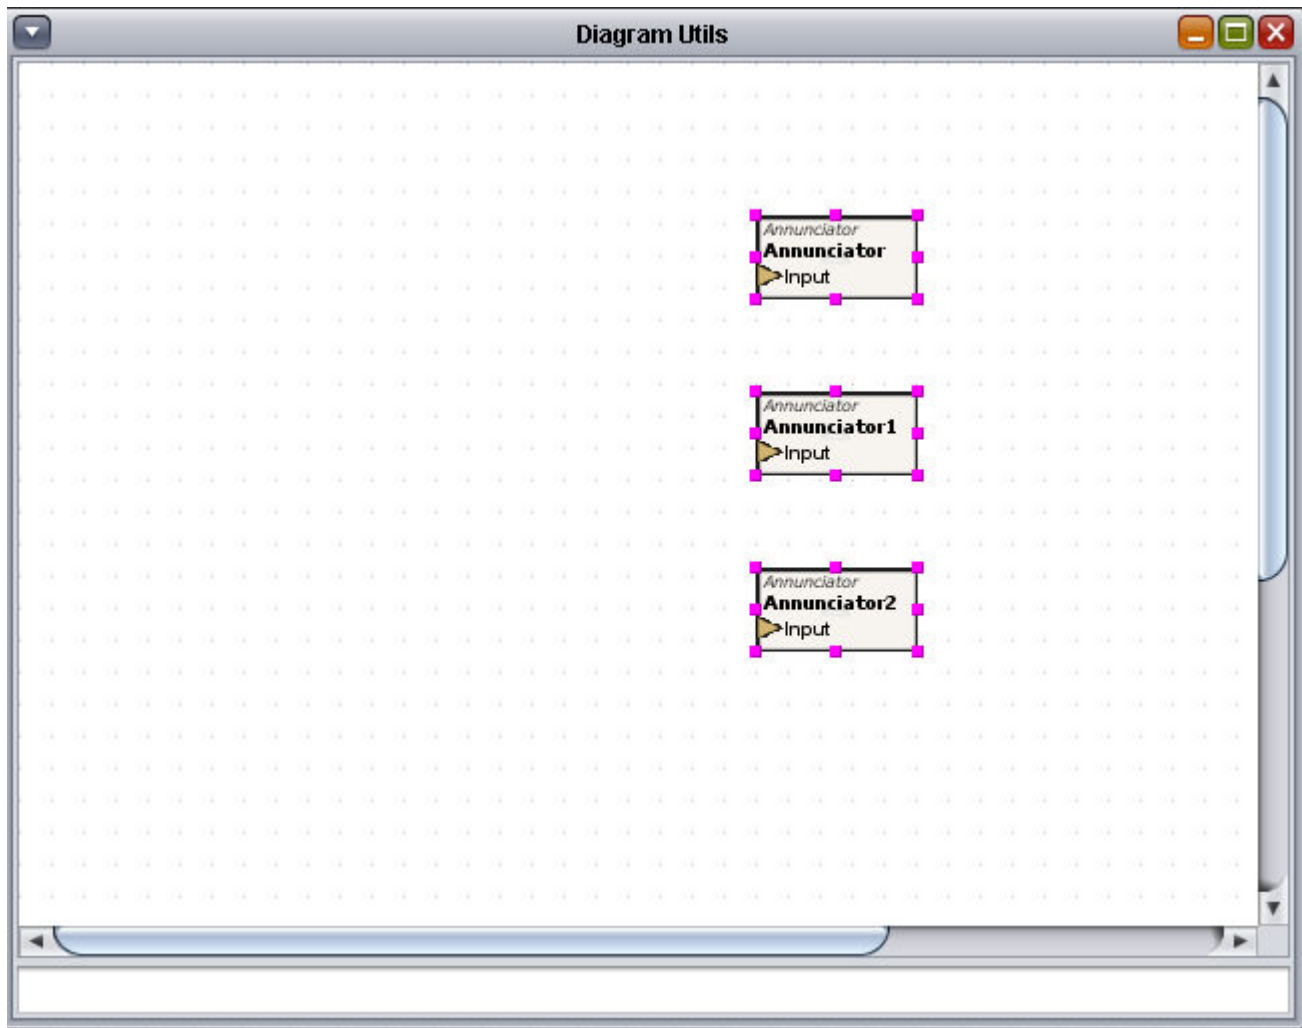 Diagram Utils
Annunciator
Annunciator
Input
Annunciator
Annunciator1
Input
Annunciator
Annunciator2
Input